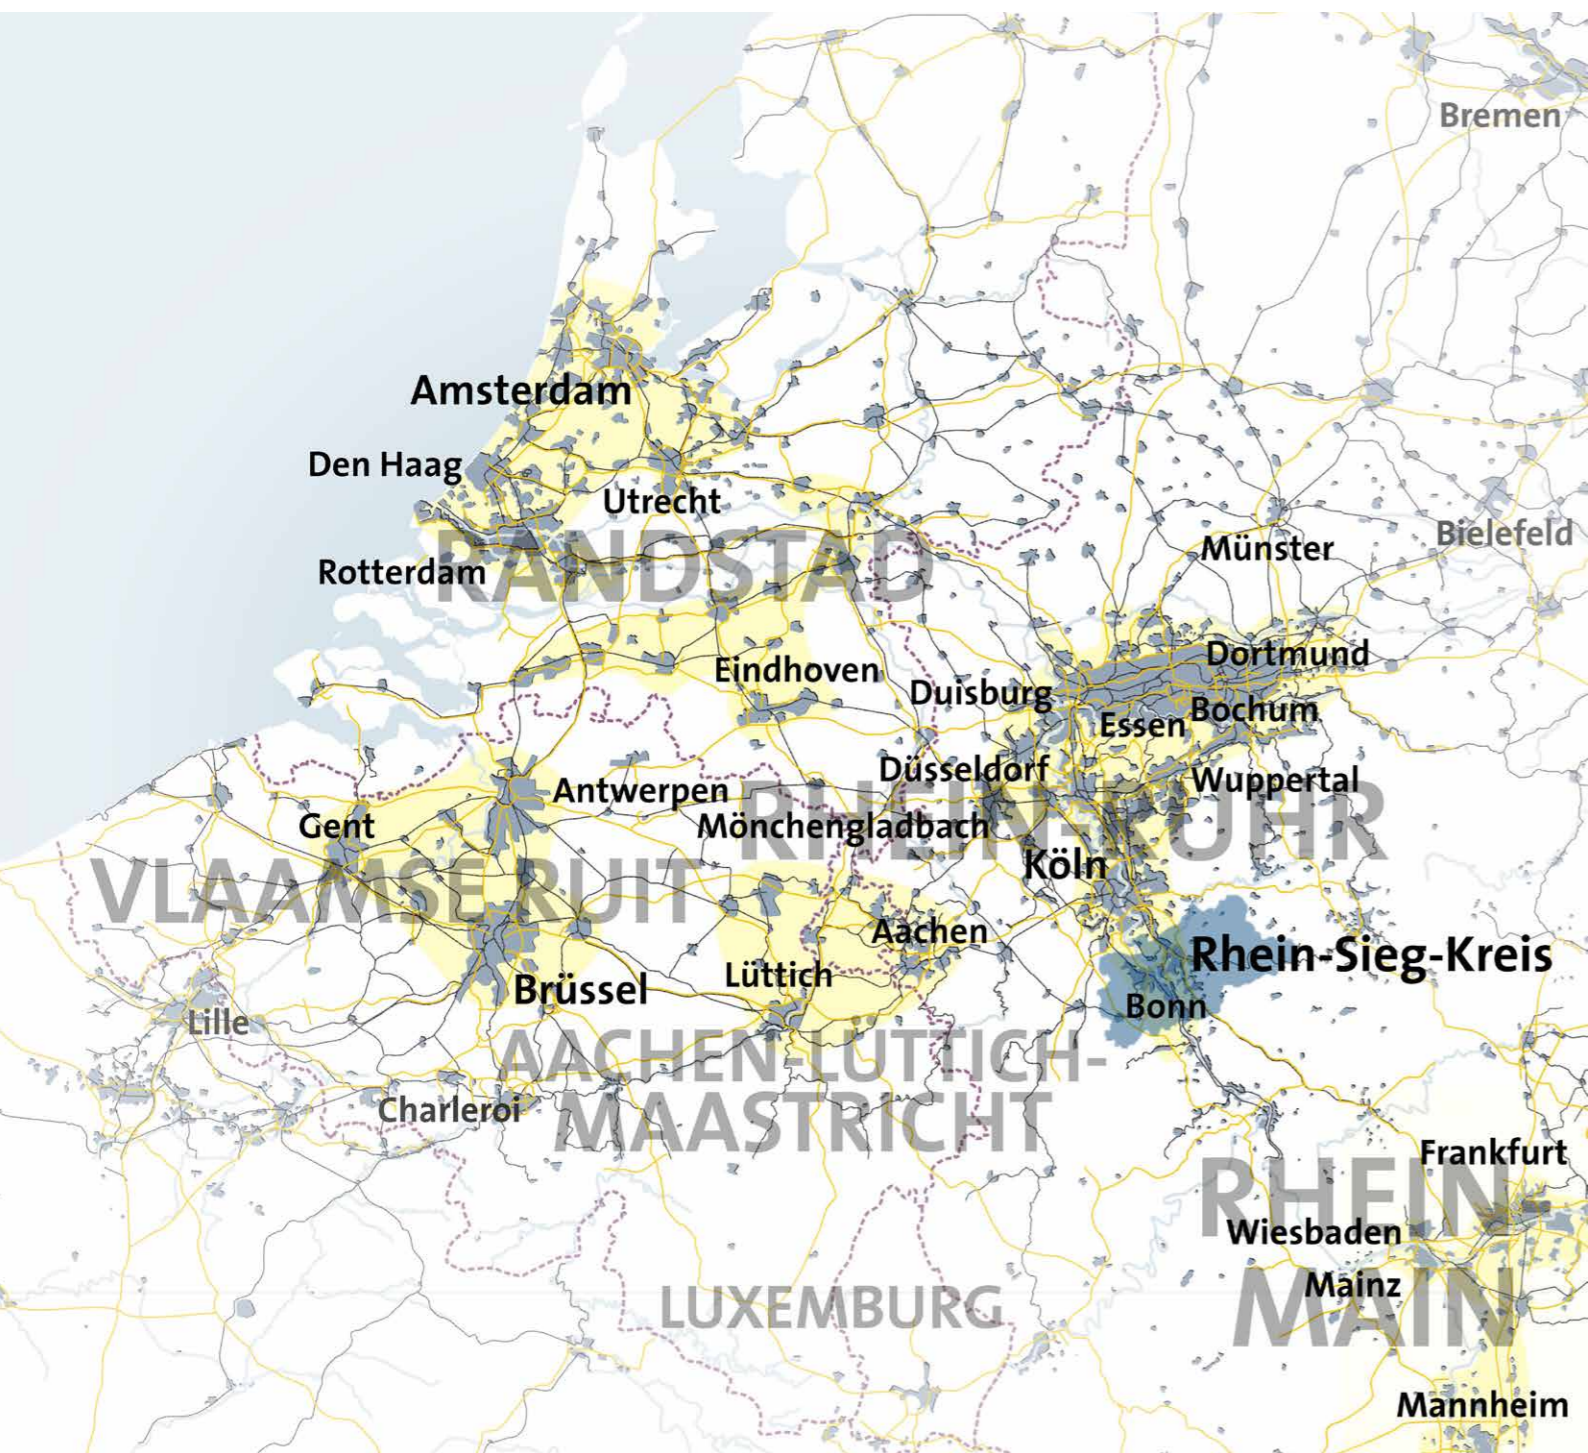 Bremen
Amsterdam
Den Haag
Utrecht
RANDSTAD
Rotterdam
Münster
Bielefeld
Dortmund
Eindhoven
Duisburg
Bochum
Essen
Düsseldorf
Wuppertal
Antwerpen
RHEIN-RUHR
Gent
Mönchengladbach
Köln
VLAAMSE RUIT
Aachen
Rhein-Sieg-Kreis
Lüttich
Brüssel
Bonn
Lille
AACHEN-LÜTTICH-
MAASTRICHT
Charleroi
Frankfurt
RHEIN-
MAIN
Wiesbaden
Mainz
LUXEMBURG
Mannheim